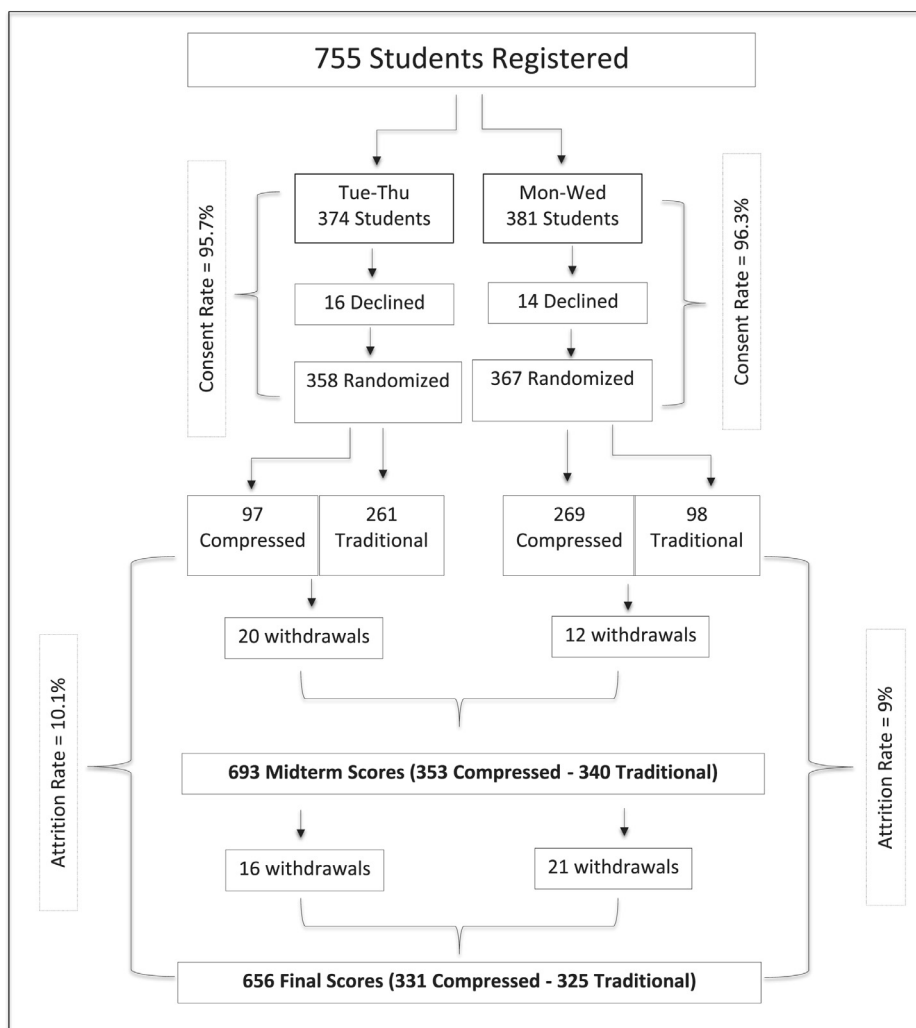 755 Students Registered
Tue-Thu
374 Students
Mon-Wed
381 Students
Consent Rate = 95.7%
Consent Rate = 96.3%
16 Declined
14 Declined
358 Randomized
367 Randomized
97
Compressed
261
Traditional
269
Compressed
98
Traditional
20 withdrawals
12 withdrawals
Attrition Rate = 10.1%
Attrition Rate = 9%
693 Midterm Scores (353 Compressed - 340 Traditional)
16 withdrawals
21 withdrawals
656 Final Scores (331 Compressed - 325 Traditional)